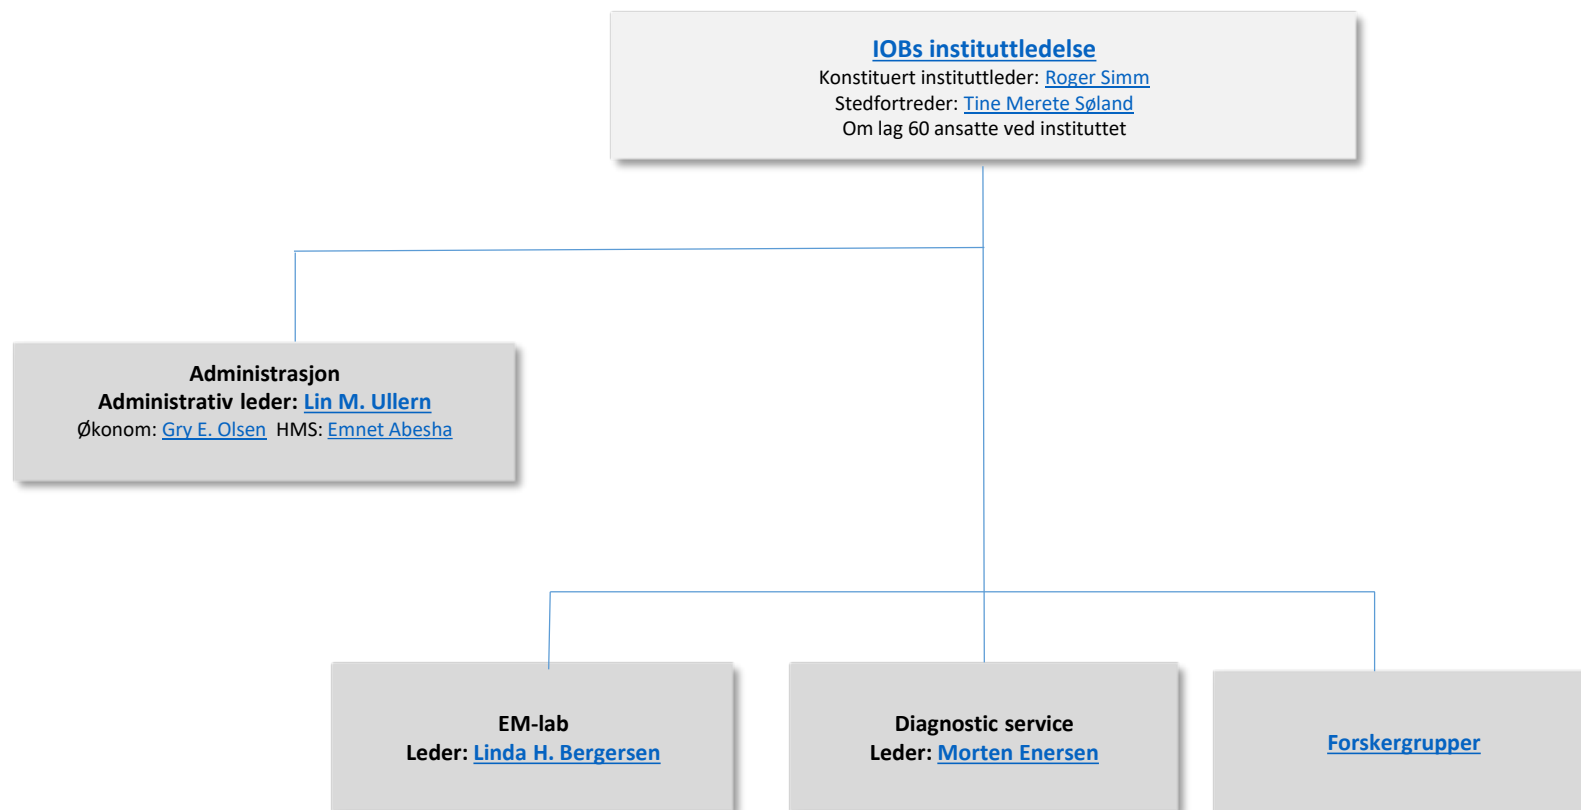 IOBs instituttledelse
Konstituert instituttleder: Roger Simm
Stedfortreder: Tine Merete Søland
Om lag 60 ansatte ved instituttet
Administrasjon
Administrativ leder: Lin M. Ullern
Økonom: Gry E. Olsen HMS: Emnet Abesha
EM-lab
Leder: Linda H. Bergersen
Diagnostic service
Leder: Morten Enersen
Forskergrupper